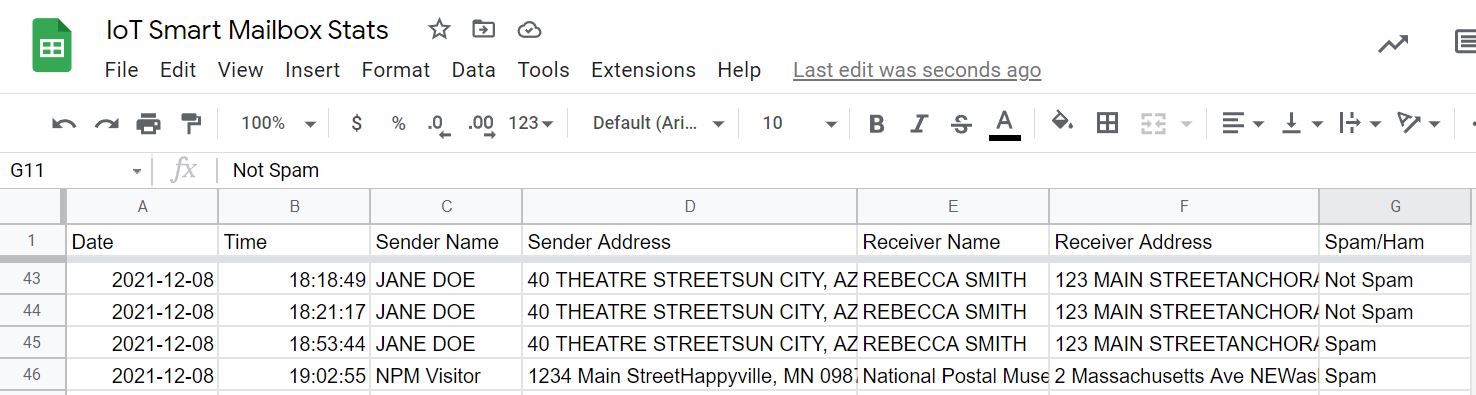 IoT Smart Mailbox Stats
File Edit View Insert Format Data Tools Extensions Help Last edit was seconds ago
100% $ % .0 .00 123 Default (Ari... 10 B I S A
G11 fx Not Spam
A B C D E F G
1 Date Time Sender Name Sender Address Receiver Name Receiver Address Spam/Ham
43 2021-12-08 18:18:49 JANE DOE 40 THEATRE STREETSUN CITY, AZ REBECCA SMITH 123 MAIN STREETANCHORA Not Spam
44 2021-12-08 18:21:17 JANE DOE 40 THEATRE STREETSUN CITY, AZ REBECCA SMITH 123 MAIN STREETANCHORA Not Spam
45 2021-12-08 18:53:44 JANE DOE 40 THEATRE STREETSUN CITY, AZ REBECCA SMITH 123 MAIN STREETANCHORA Spam
46 2021-12-08 19:02:55 NPM Visitor 1234 Main StreetHappyville, MN 0987 National Postal Muse 2 Massachusetts Ave NEWas Spam